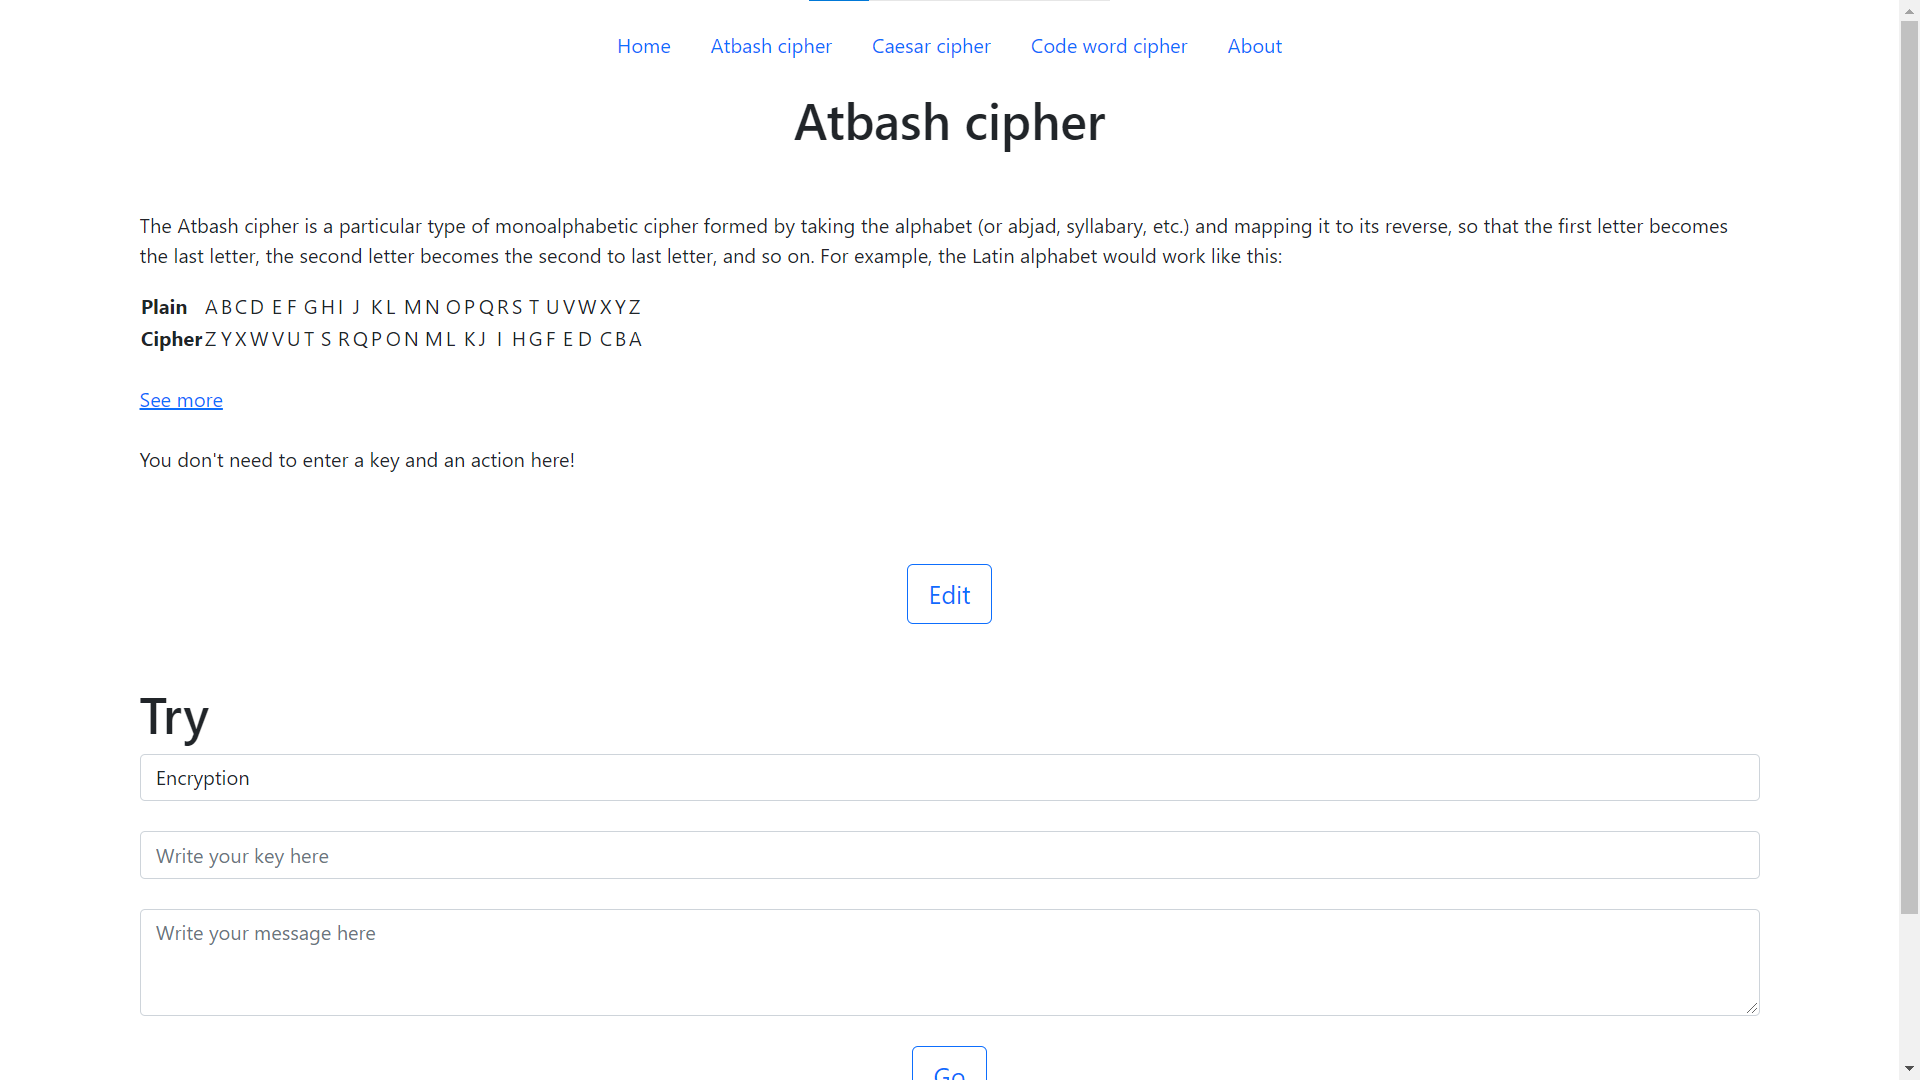 Home Atbash cipher Caesar cipher Code word cipher About
Atbash cipher
The Atbash cipher is a particular type of monoalphabetic cipher formed by taking the alphabet (or abjad, syllabary, etc.) and mapping it to its reverse, so that the first letter becomes
the last letter, the second letter becomes the second to last letter, and so on. For example, the Latin alphabet would work like this:
Plain A B C D E F G H I J K L M N O P Q R S T U V W X Y Z
Cipher Z Y X W V U T S R Q P O N M L K J I H G F E D C B A
See more
You don't need to enter a key and an action here!
Edit
Try
Encryption
Write your key here
Write your message here
Go